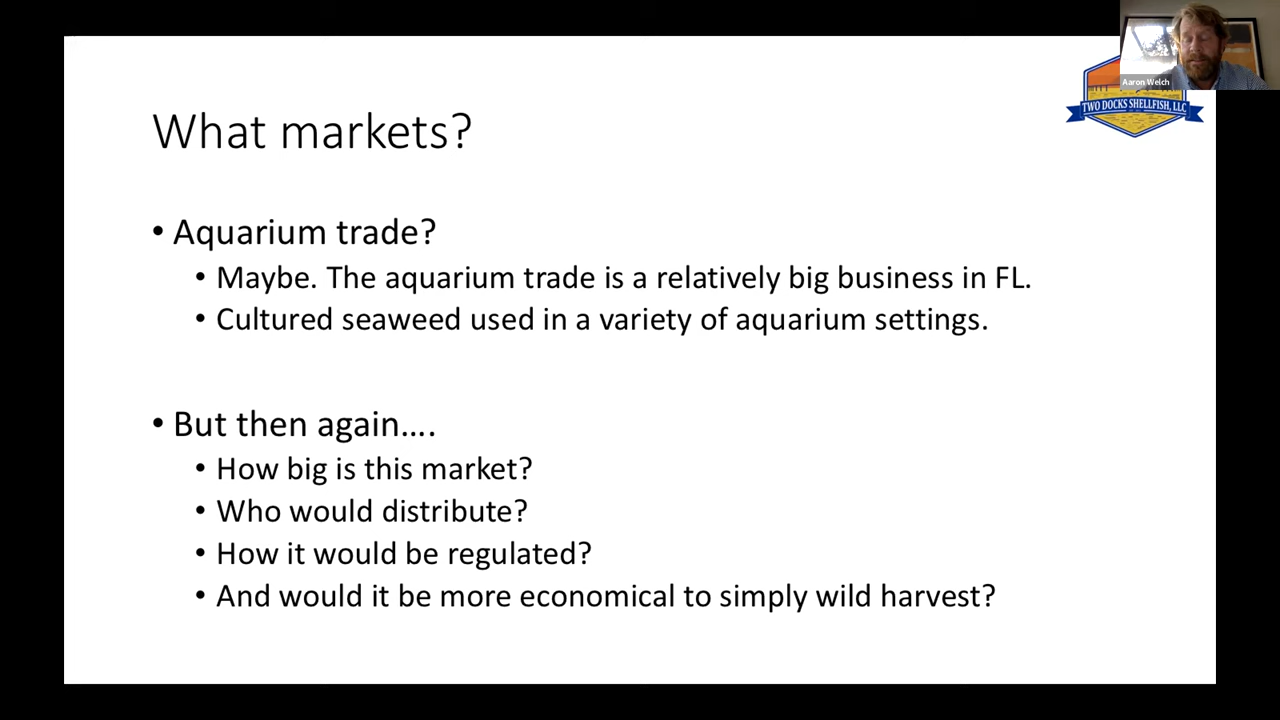 Aaron Welch
TWO DOCKS SHELLFISH, LLC
What markets?
• Aquarium trade?
• Maybe. The aquarium trade is a relatively big business in FL.
• Cultured seaweed used in a variety of aquarium settings.
• But then again....
• How big is this market?
• Who would distribute?
• How it would be regulated?
• And would it be more economical to simply wild harvest?